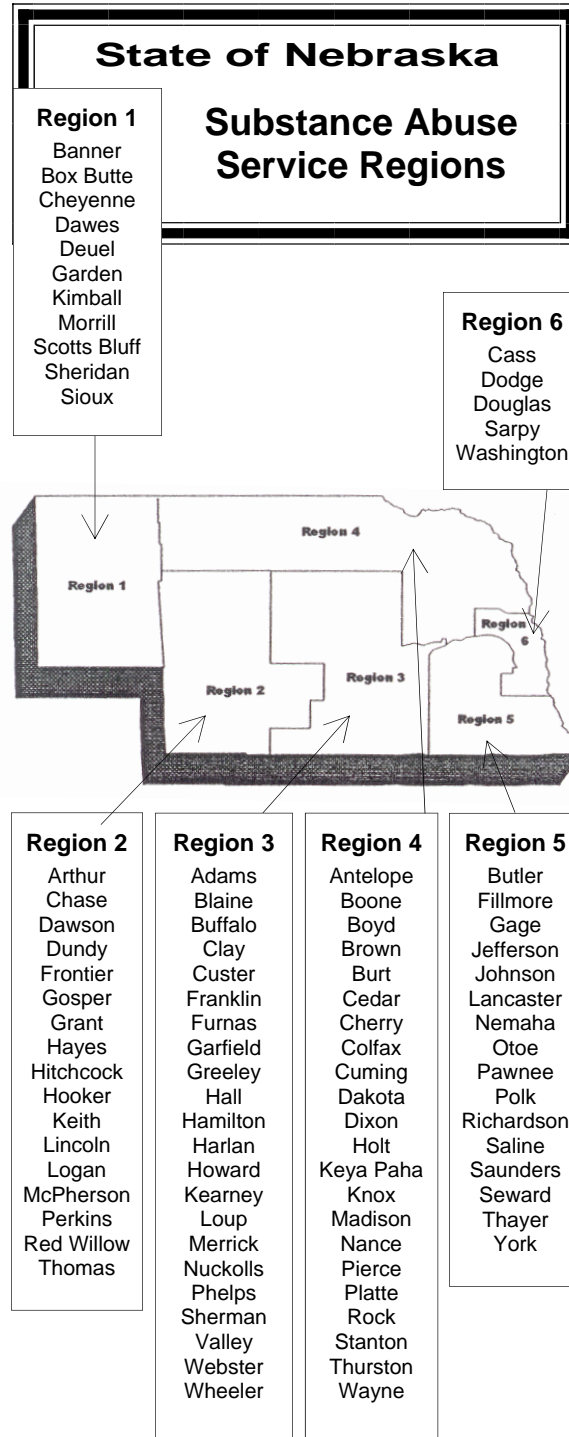 State of Nebraska
Substance Abuse
Service Regions
Region 1
Banner
Box Butte
Cheyenne
Dawes
Deuel
Garden
Kimball
Morrill
Scotts Bluff
Sheridan
Sioux
Region 6
Cass
Dodge
Douglas
Sarpy
Washington
Region 4
Region 1
Region 6
Region 2
Region 3
Region 5
Region 2
Arthur
Chase
Dawson
Dundy
Frontier
Gosper
Grant
Hayes
Hitchcock
Hooker
Keith
Lincoln
Logan
McPherson
Perkins
Red Willow
Thomas
Region 3
Adams
Blaine
Buffalo
Clay
Custer
Franklin
Furnas
Garfield
Greeley
Hall
Hamilton
Harlan
Howard
Kearney
Loup
Merrick
Nuckolls
Phelps
Sherman
Valley
Webster
Wheeler
Region 4
Antelope
Boone
Boyd
Brown
Burt
Cedar
Cherry
Colfax
Cuming
Dakota
Dixon
Holt
Keya Paha
Knox
Madison
Nance
Pierce
Platte
Rock
Stanton
Thurston
Wayne
Region 5
Butler
Fillmore
Gage
Jefferson
Johnson
Lancaster
Nemaha
Otoe
Pawnee
Polk
Richardson
Saline
Saunders
Seward
Thayer
York